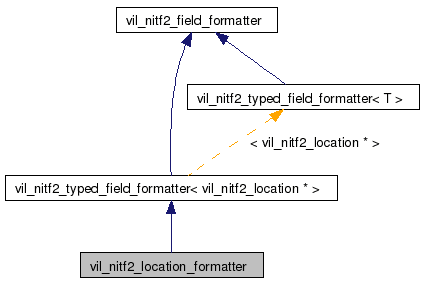 vil_nitf2_field_formatter
vil_nitf2_typed_field_formatter< T >
< vil_nitf2_location * >
vil_nitf2_typed_field_formatter< vil_nitf2_location * >
vil_nitf2_location_formatter